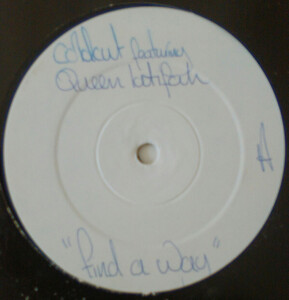 Coldcut featuring
Queen Latifah
A
"find a way"